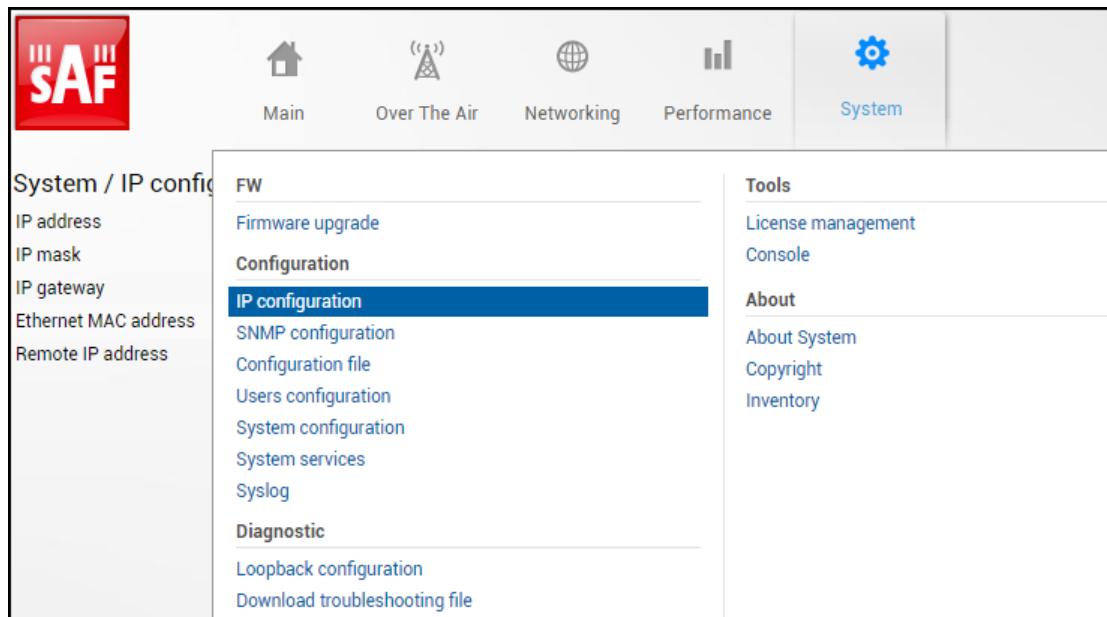 SAF
Main
Over The Air
Networking
Performance
System
System / IP config
IP address
IP mask
IP gateway
Ethernet MAC address
Remote IP address
FW
Firmware upgrade
Configuration
IP configuration
SNMP configuration
Configuration file
Users configuration
System configuration
System services
Syslog
Diagnostic
Loopback configuration
Download troubleshooting file
Tools
License management
Console
About
About System
Copyright
Inventory